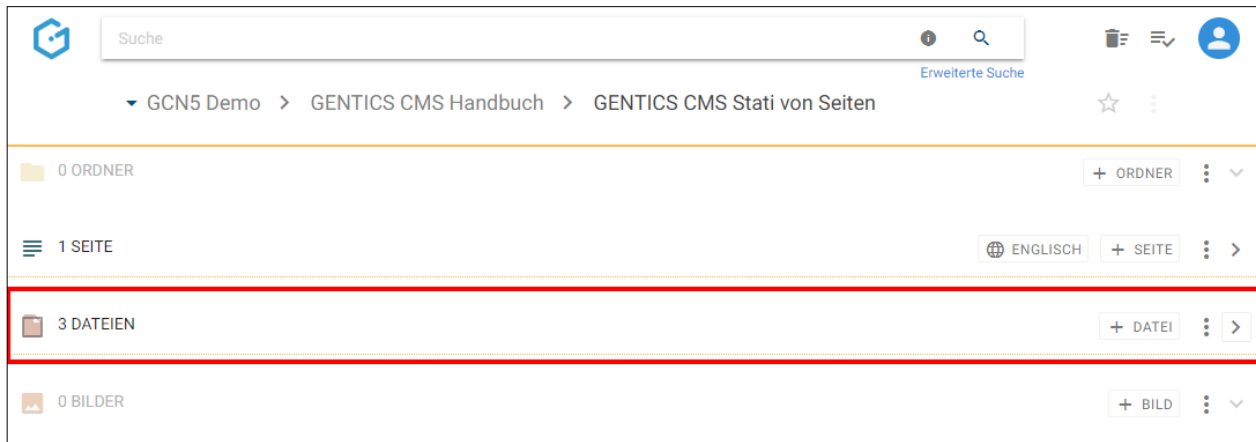 Suche
Erweiterte Suche
GCN5 Demo > GENTICS CMS Handbuch > GENTICS CMS Stati von Seiten
0 ORDNER + ORDNER
1 SEITE ENGLISCH + SEITE
3 DATEIEN + DATEI
0 BILDER + BILD